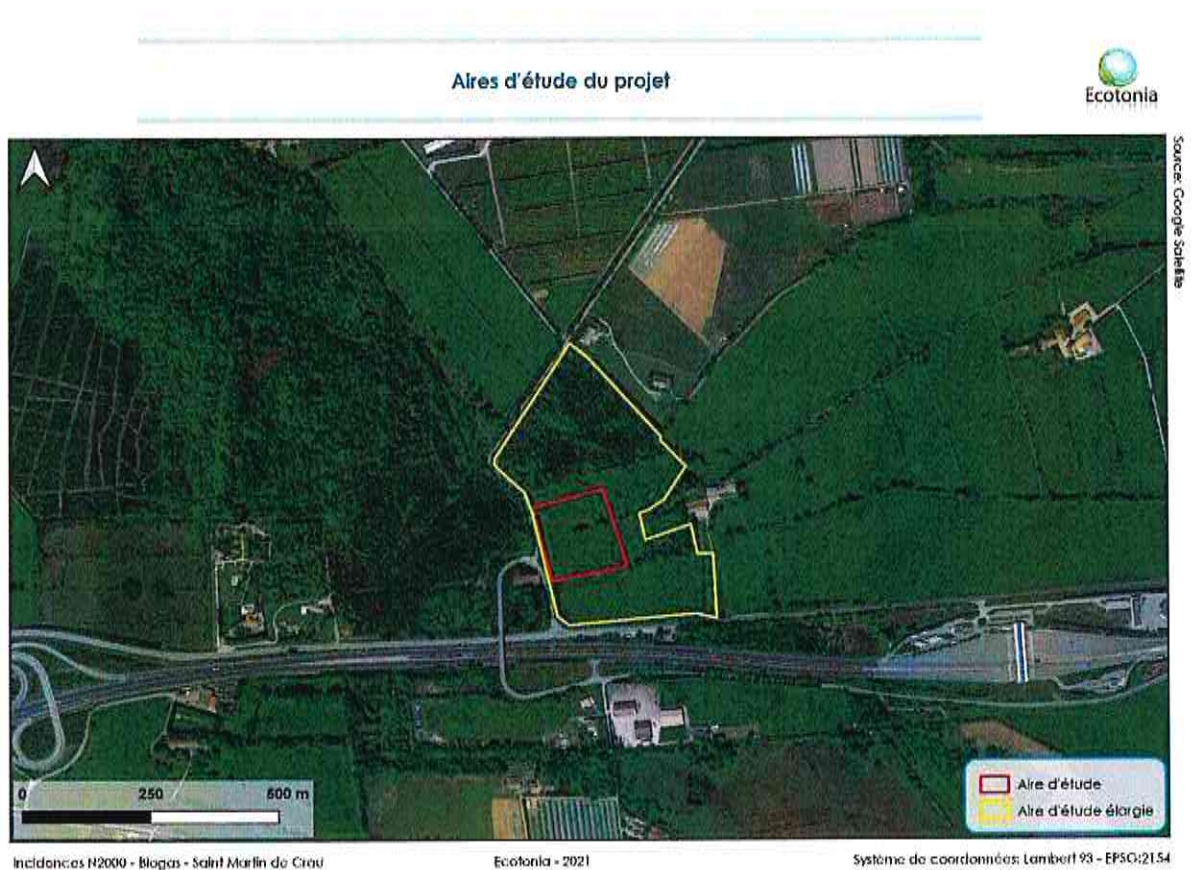 Aires d'étude du projet
Ecotonia
Source: Google Satellite
0 250 500 m
Aire d'étude
Aire d'étude élargie
Incidences N2000 - Biogas - Saint Martin de Crau
Ecotonia - 2021
Système de coordonnées: Lambert 93 - EPSG:2154